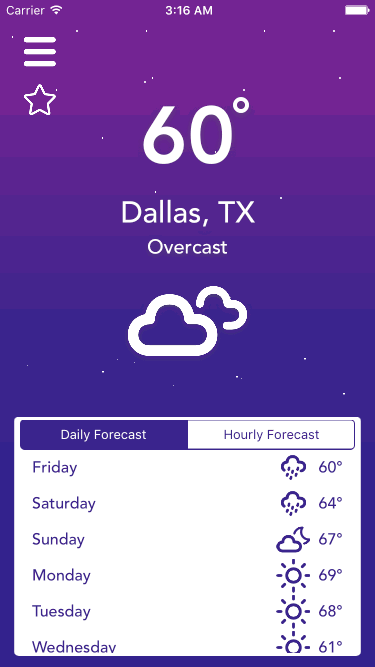 Carrier 3:16 AM
60°
Dallas, TX
Overcast
Daily Forecast Hourly Forecast
Friday 60°
Saturday 64°
Sunday 67°
Monday 69°
Tuesday 68°
Wednesday 61°